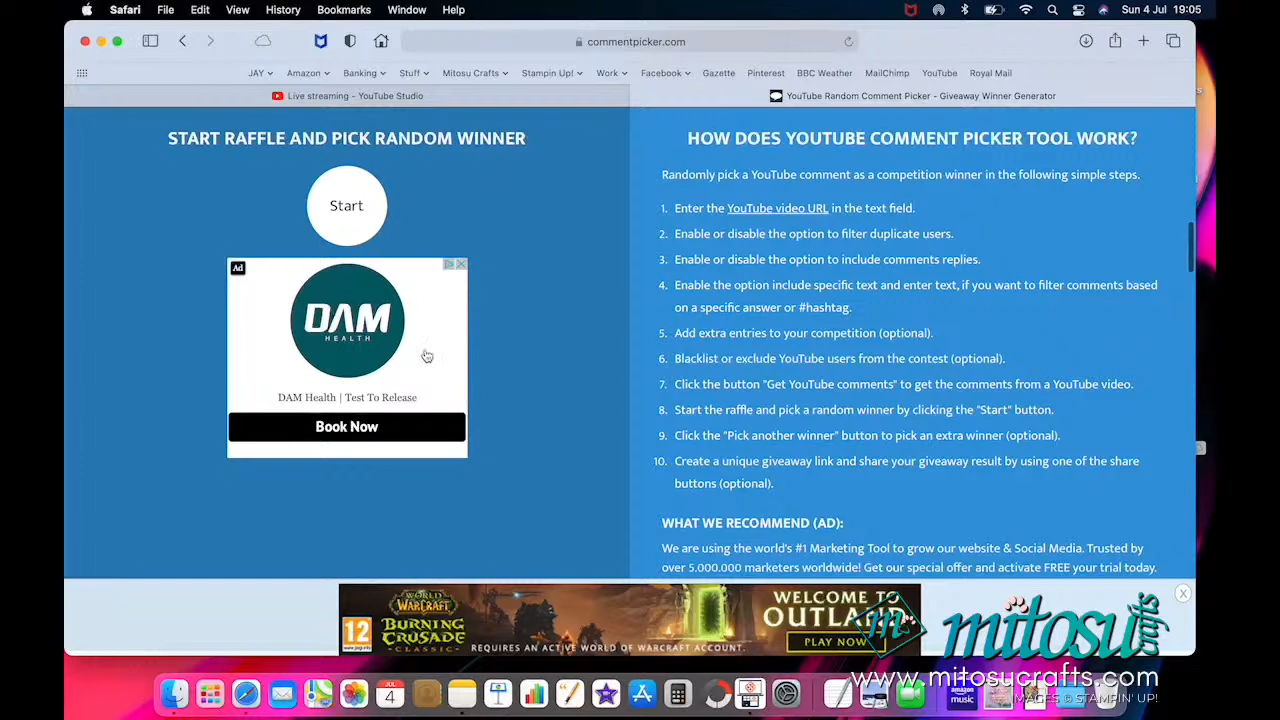 Safari File Edit View History Bookmarks Window Help Sun 4 Jul 19:05
commentpicker.com
JAY Amazon Banking Stuff Mitosu Crafts Stampin Up! Work Facebook Gazette Pinterest BBC Weather MailChimp YouTube Royal Mail
Live streaming - YouTube Studio
YouTube Random Comment Picker - Giveaway Winner Generator
START RAFFLE AND PICK RANDOM WINNER
Start
Ad
DAM
HEALTH
DAM Health | Test To Release
Book Now
HOW DOES YOUTUBE COMMENT PICKER TOOL WORK?
Randomly pick a YouTube comment as a competition winner in the following simple steps.
1. Enter the YouTube video URL in the text field.
2. Enable or disable the option to filter duplicate users.
3. Enable or disable the option to include comments replies.
4. Enable the option include specific text and enter text, if you want to filter comments based
on a specific answer or #hashtag.
5. Add extra entries to your competition (optional).
6. Blacklist or exclude YouTube users from the contest (optional).
7. Click the button "Get YouTube comments" to get the comments from a YouTube video.
8. Start the raffle and pick a random winner by clicking the "Start" button.
9. Click the "Pick another winner" button to pick an extra winner (optional).
10. Create a unique giveaway link and share your giveaway result by using one of the share
buttons (optional).
WHAT WE RECOMMEND (AD):
We are using the world's #1 Marketing Tool to grow our website & Social Media. Trusted by
over 5.000.000 marketers worldwide! Get our special offer and activate FREE your trial today.
X
12
WORLD WARCRAFT
BURNING
CRUSADE
CLASSIC
WELCOME TO
OUTLAND
PLAY NOW
REQUIRES AN ACTIVE WORLD OF WARCRAFT ACCOUNT.
m
mitosu crafts
www.mitosucrafts.com
IMAGES © STAMPIN' UP!
JUL
4
amazon
music